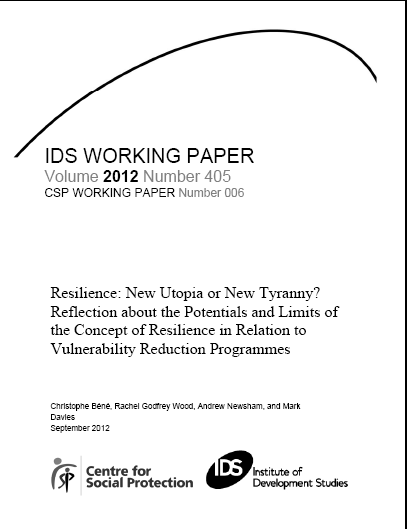 IDS WORKING PAPER
Volume 2012 Number 405
CSP WORKING PAPER Number 006
Resilience: New Utopia or New Tyranny?
Reflection about the Potentials and Limits of
the Concept of Resilience in Relation to
Vulnerability Reduction Programmes
Christophe Béné, Rachel Godfrey Wood, Andrew Newsham, and Mark
Davies
September 2012
Centre for
Social Protection
IDS
Institute of
Development Studies